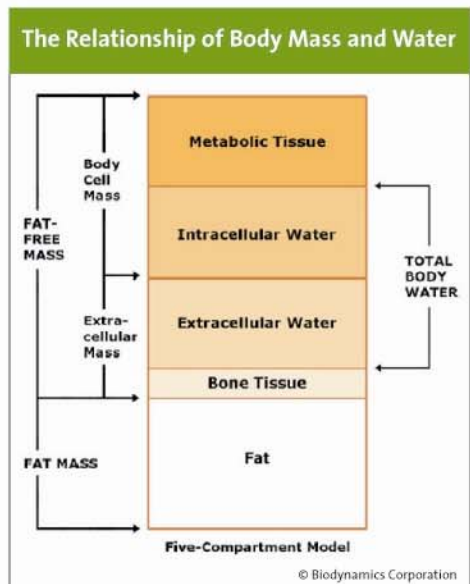 The Relationship of Body Mass and Water
Metabolic Tissue
Body
Cell
Mass
FAT-
FREE
MASS
Intracellular Water
TOTAL
BODY
WATER
Extra-
cellular
Mass
Extracellular Water
Bone Tissue
FAT MASS
Fat
Five-Compartment Model
© Biodynamics Corporation